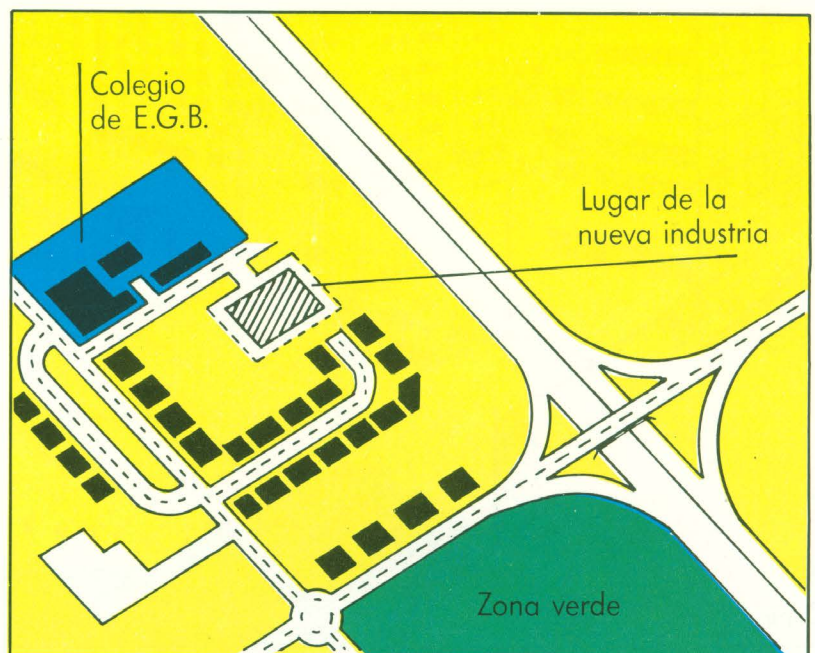 Colegio
de E.G.B.
Lugar de la
nueva industria
Zona verde